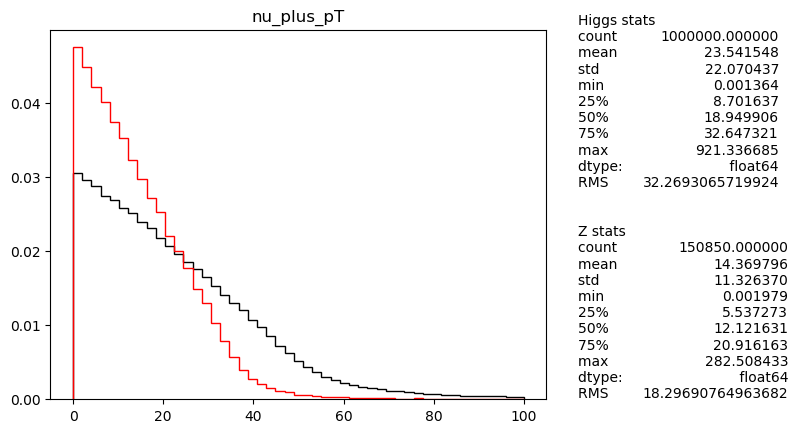 nu_plus_pT
0.04
0.03
0.02
0.01
0.00
0 20 40 60 80 100
Higgs stats
count 1000000.000000
mean 23.541548
std 22.070437
min 0.001364
25% 8.701637
50% 18.949906
75% 32.647321
max 921.336685
dtype: float64
RMS 32.2693065719924
Z stats
count 150850.000000
mean 14.369796
std 11.326370
min 0.001979
25% 5.537273
50% 12.121631
75% 20.916163
max 282.508433
dtype: float64
RMS 18.29690764963682